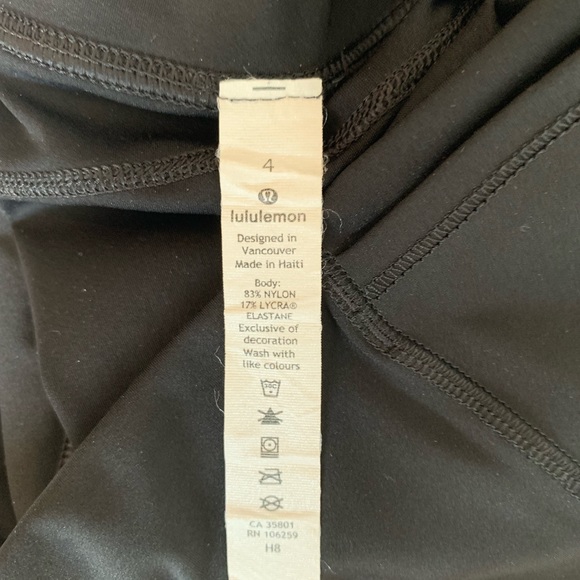 4
lululemon
Designed in
Vancouver
Made in Haiti
Body:
83% NYLON
17% LYCRA®
ELASTANE
Exclusive of
decoration
Wash with
like colours
30C
CA 35801
RN 106259
H8